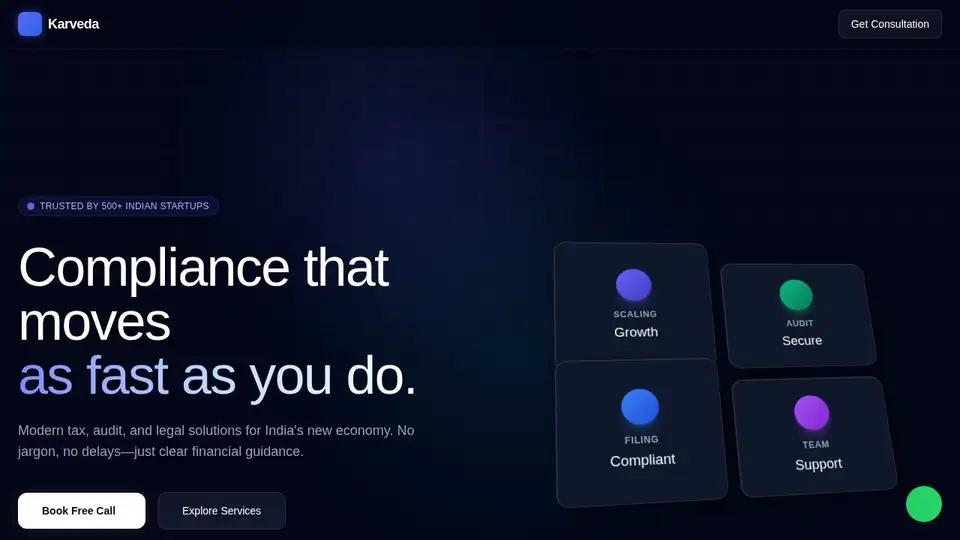 Karveda
Get Consultation
TRUSTED BY 500+ INDIAN STARTUPS
Compliance that
moves
as fast as you do.
Modern tax, audit, and legal solutions for India's new economy. No
jargon, no delays—just clear financial guidance.
Book Free Call
Explore Services
SCALING
Growth
AUDIT
Secure
FILING
Compliant
TEAM
Support